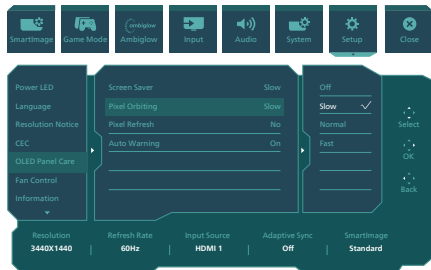 ambiglow
SmartImage Game Mode Ambiglow Input Audio System Setup Close
Power LED Screen Saver Slow Off
Language Pixel Orbiting Slow Slow
Resolution Notice Pixel Refresh No Normal Select
CEC Auto Warning On Fast
OLED Panel Care OK
Fan Control
Information Back
Resolution Refresh Rate Input Source Adaptive Sync SmartImage
3440X1440 60Hz HDMI 1 Off Standard